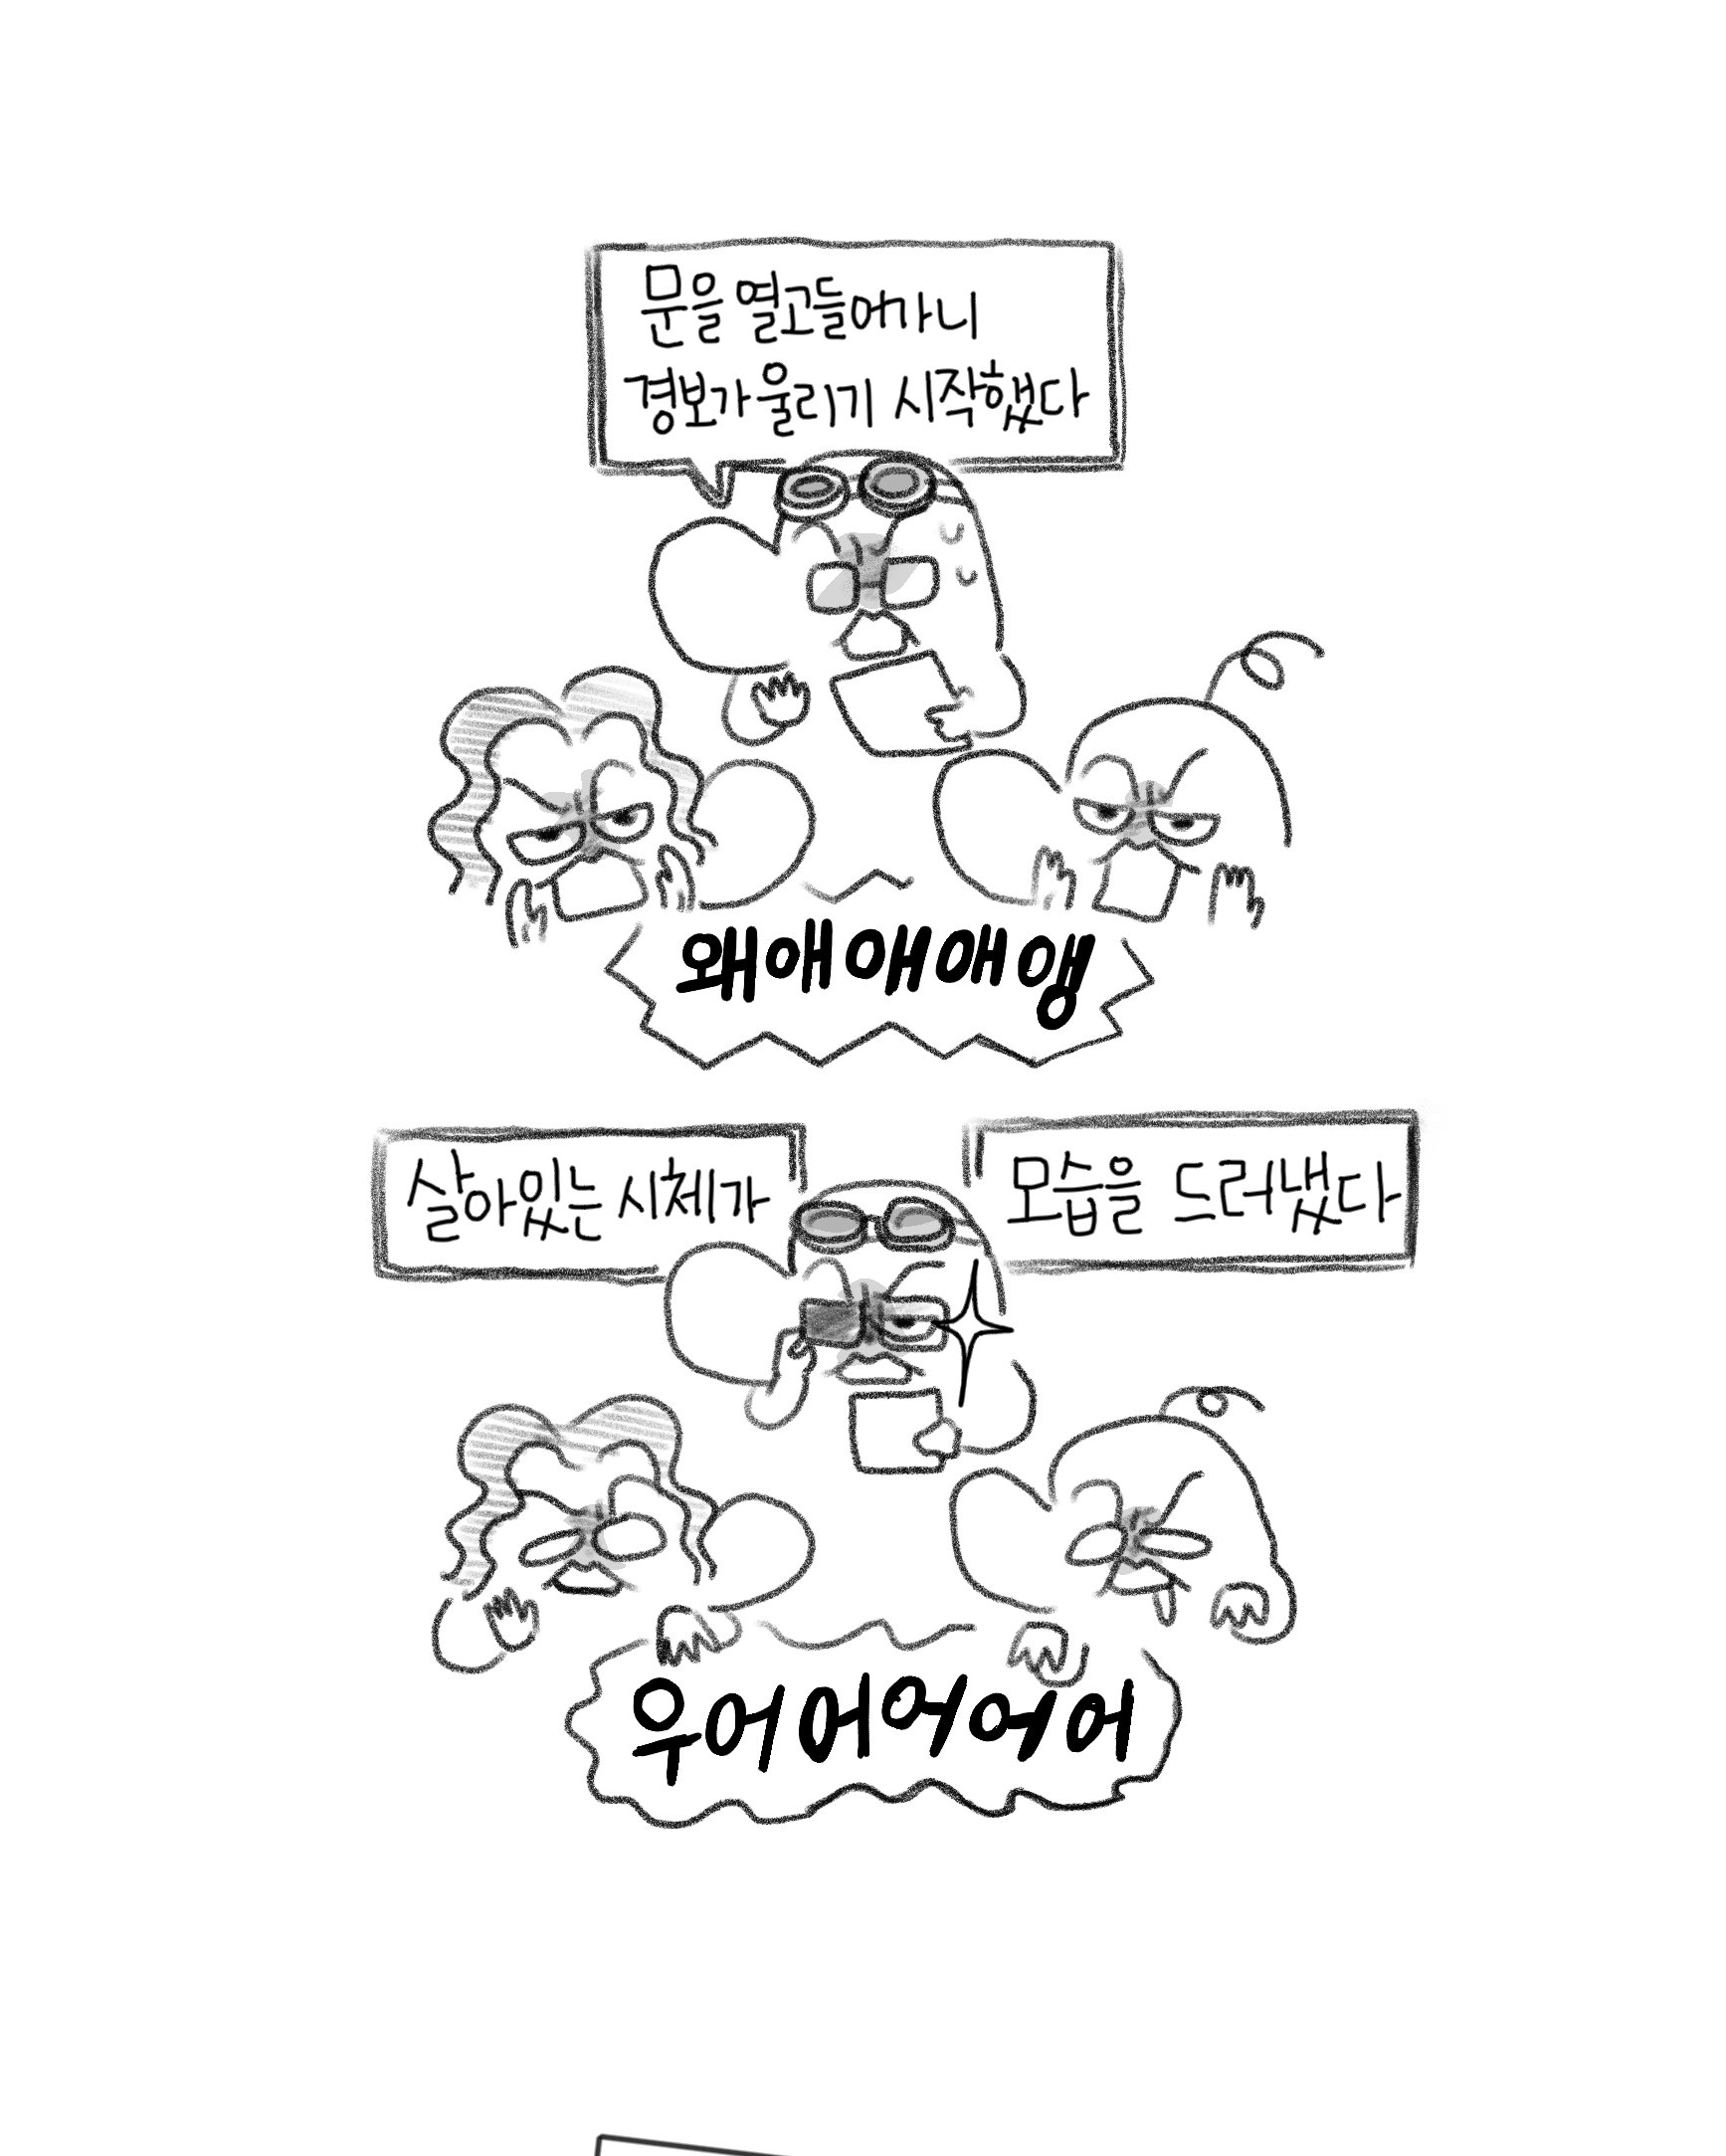 문을 열고들어가니
경보가 울리기 시작했다
왜애애애앵
살아있는 시체가
모습을 드러냈다
우어어어어어